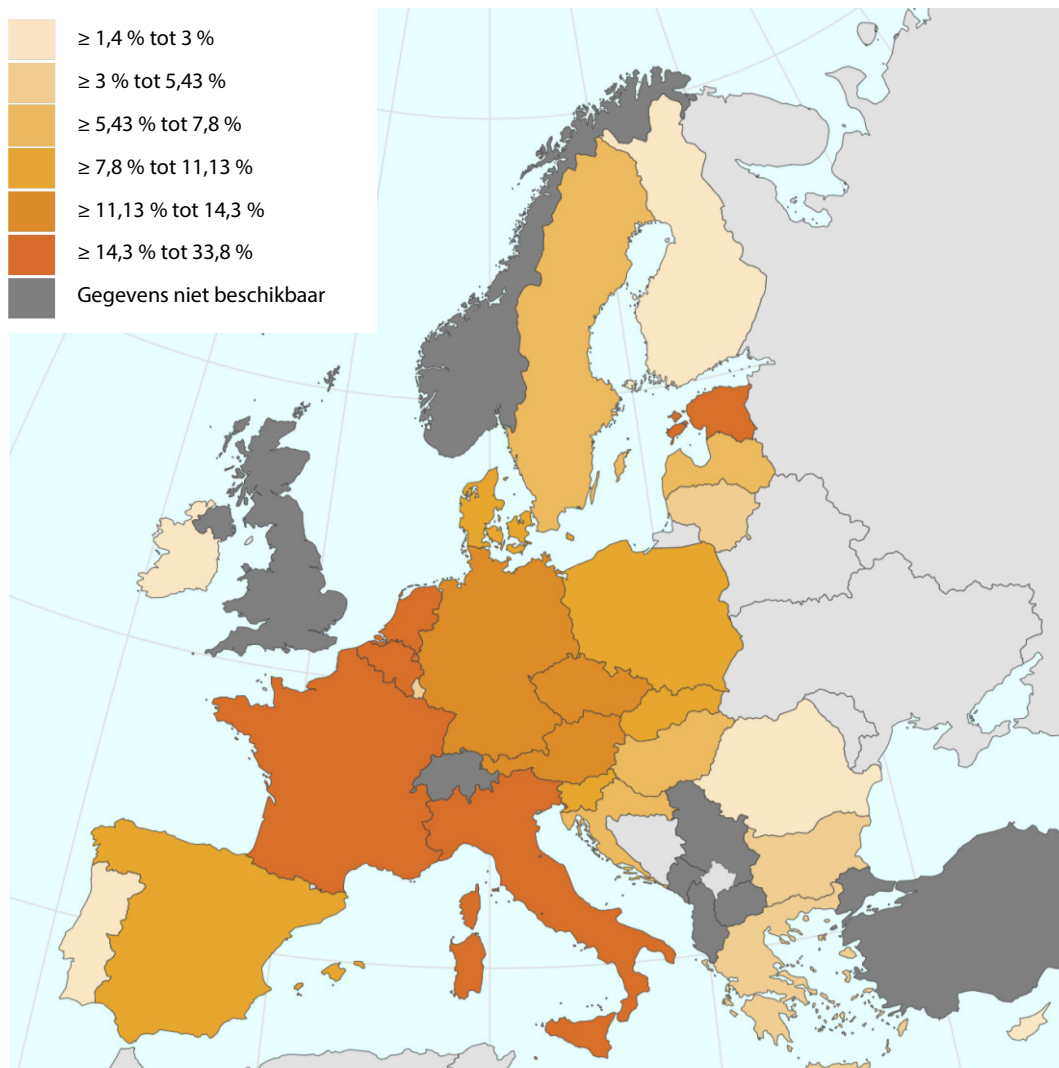 ≥ 1,4 % tot 3 %
≥ 3 % tot 5,43 %
≥ 5,43 % tot 7,8 %
≥ 7,8 % tot 11,13 %
≥ 11,13 % tot 14,3 %
≥ 14,3 % tot 33,8 %
Gegevens niet beschikbaar